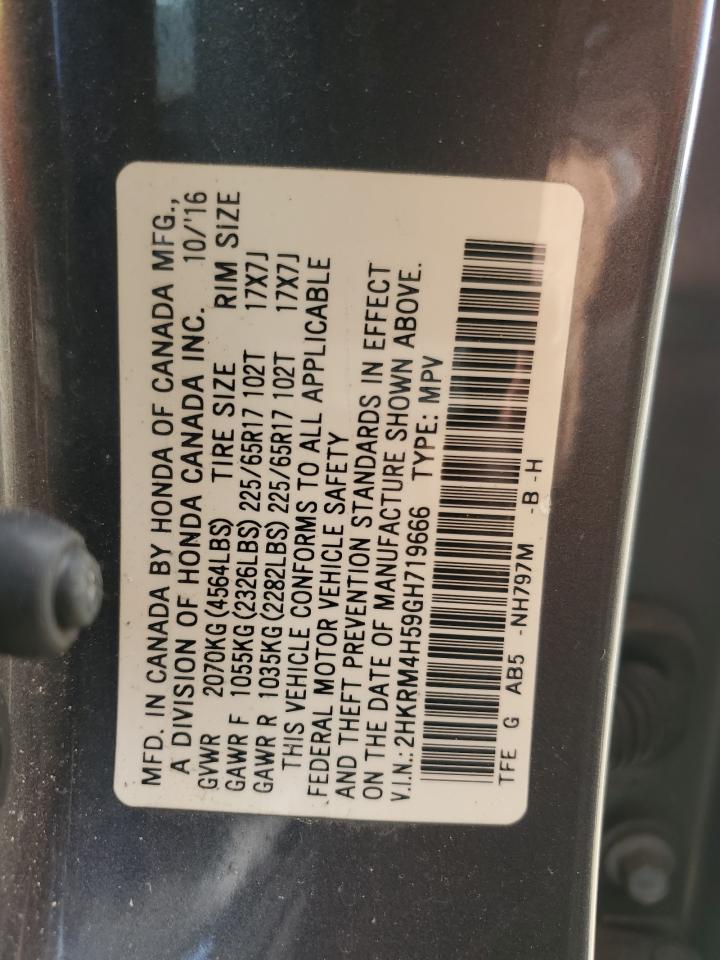 MFD. IN CANADA BY HONDA OF CANADA MFG.,
A DIVISION OF HONDA CANADA INC. 10/'16
GVWR 2070KG (4564LBS) TIRE SIZE RIM SIZE
GAWR F 1055KG (2326LBS) 225/65R17 102T 17X7J
GAWR R 1035KG (2282LBS) 225/65R17 102T 17X7J
THIS VEHICLE CONFORMS TO ALL APPLICABLE
FEDERAL MOTOR VEHICLE SAFETY
AND THEFT PREVENTION STANDARDS IN EFFECT
ON THE DATE OF MANUFACTURE SHOWN ABOVE.
V.I.N.: 2HKRM4H59GH719666 TYPE: MPV
TFE G AB5 -NH797M -B -H